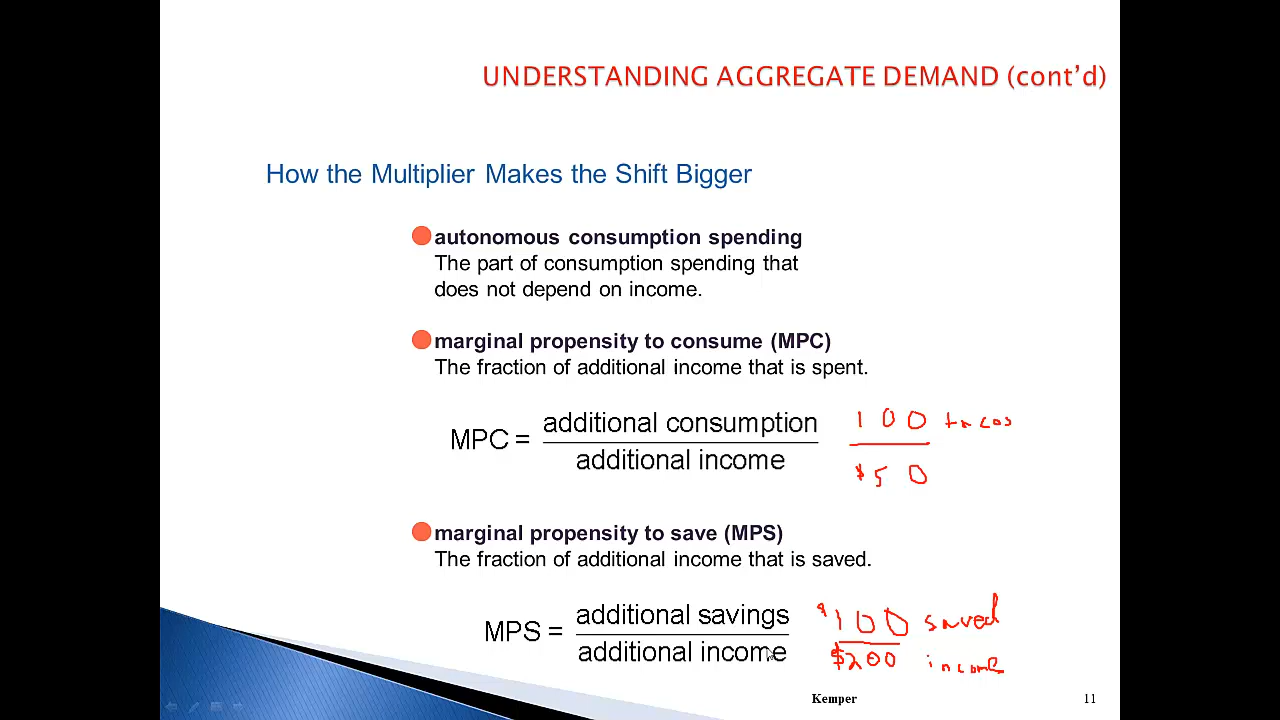 UNDERSTANDING AGGREGATE DEMAND (cont’d)
How the Multiplier Makes the Shift Bigger
autonomous consumption spending
The part of consumption spending that
does not depend on income.
marginal propensity to consume (MPC)
The fraction of additional income that is spent.
MPC = additional consumption
additional income
100 tacos
$50
marginal propensity to save (MPS)
The fraction of additional income that is saved.
MPS = additional savings
additional income
$100 saved
$200 income
Kemper
11